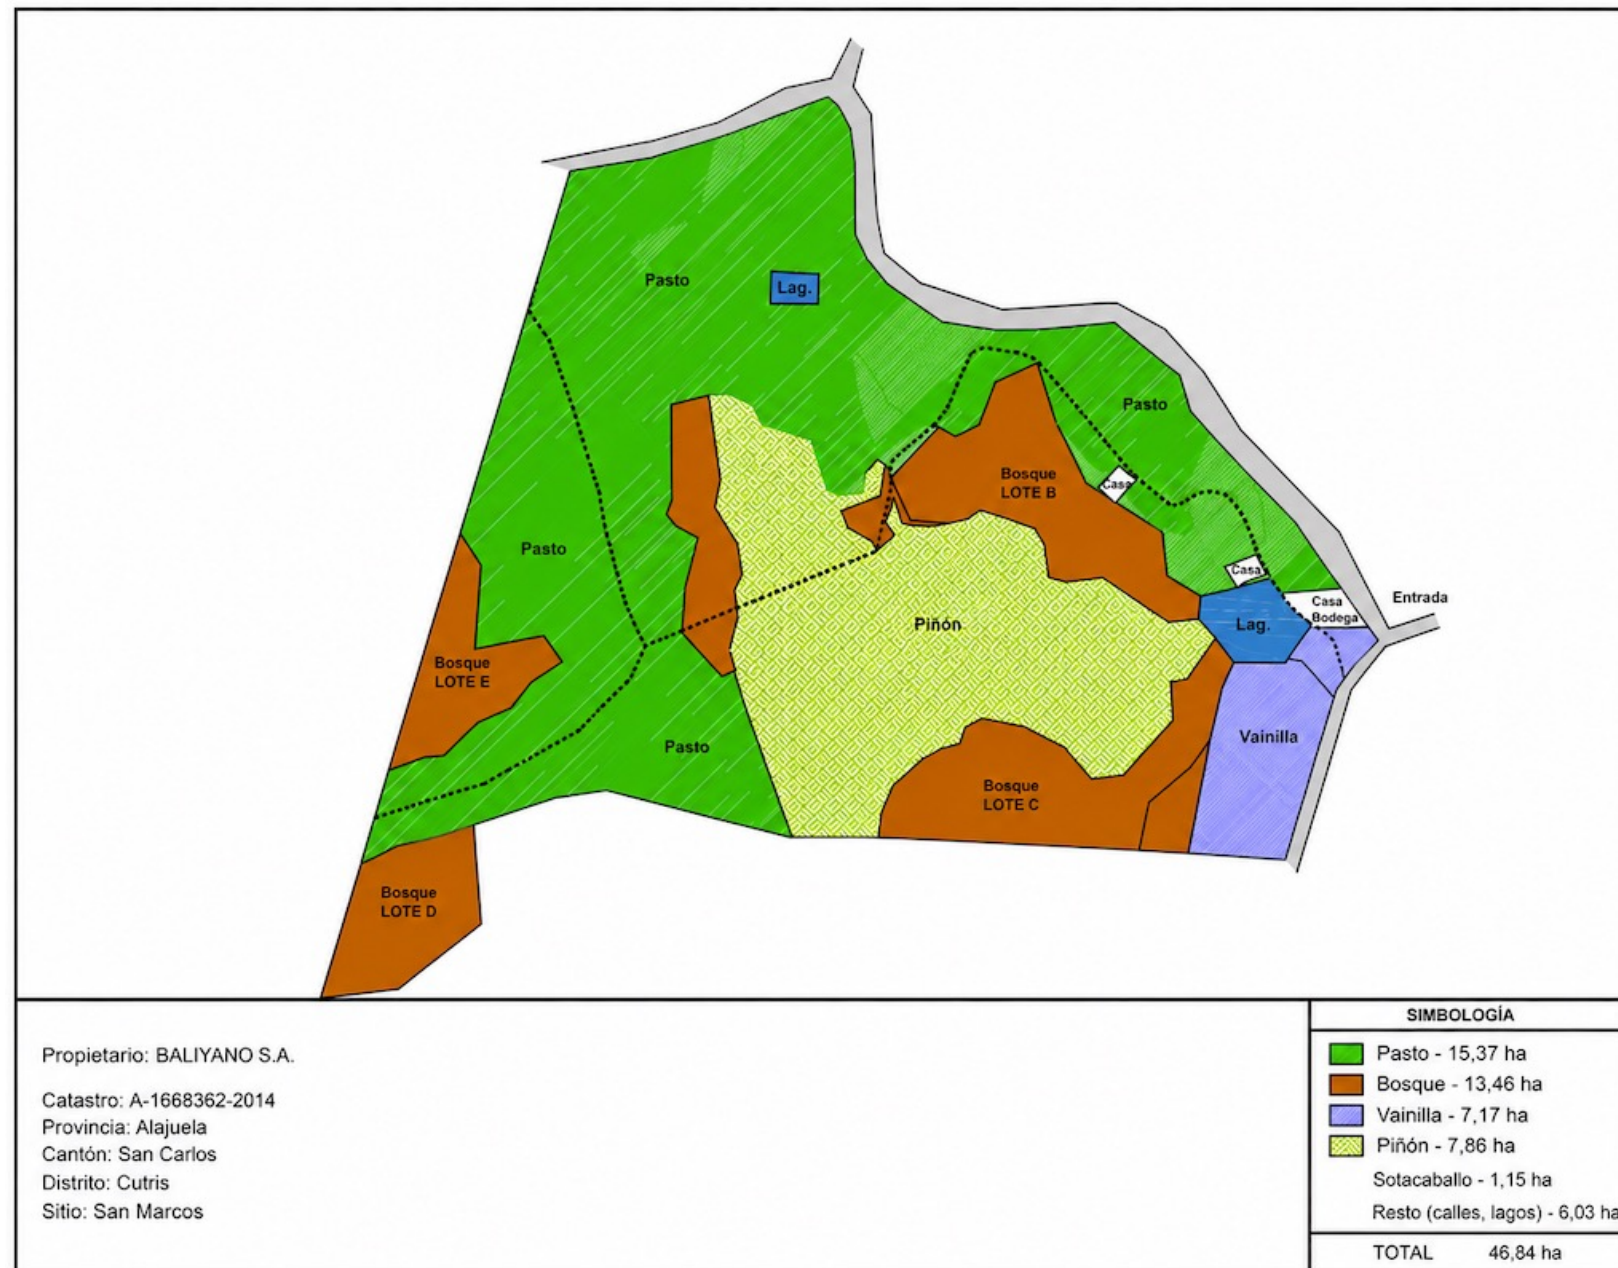 Pasto
Lag.
Pasto
Bosque
LOTE B
Casa
Pasto
Casa
Casa
Bodega
Entrada
Piñón
Lag.
Bosque
LOTE E
Pasto
Vainilla
Bosque
LOTE C
Bosque
LOTE D
Propietario: BALIYANO S.A.
Catastro: A-1668362-2014
Provincia: Alajuela
Cantón: San Carlos
Distrito: Cutris
Sitio: San Marcos
SIMBOLOGÍA
Pasto - 15,37 ha
Bosque - 13,46 ha
Vainilla - 7,17 ha
Piñón - 7,86 ha
Sotacaballo - 1,15 ha
Resto (calles, lagos) - 6,03 ha
TOTAL 46,84 ha